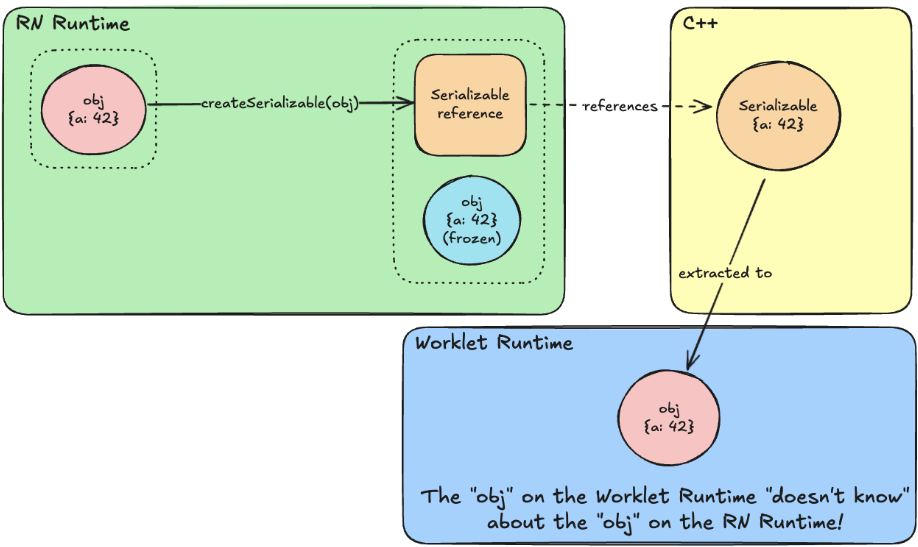 RN Runtime
obj
{a: 42}
createSerializable(obj)
Serializable
reference
obj
{a: 42}
(frozen)
references
C++
Serializable
{a: 42}
extracted to
Worklet Runtime
obj
{a: 42}
The "obj" on the Worklet Runtime "doesn't know"
about the "obj" on the RN Runtime!